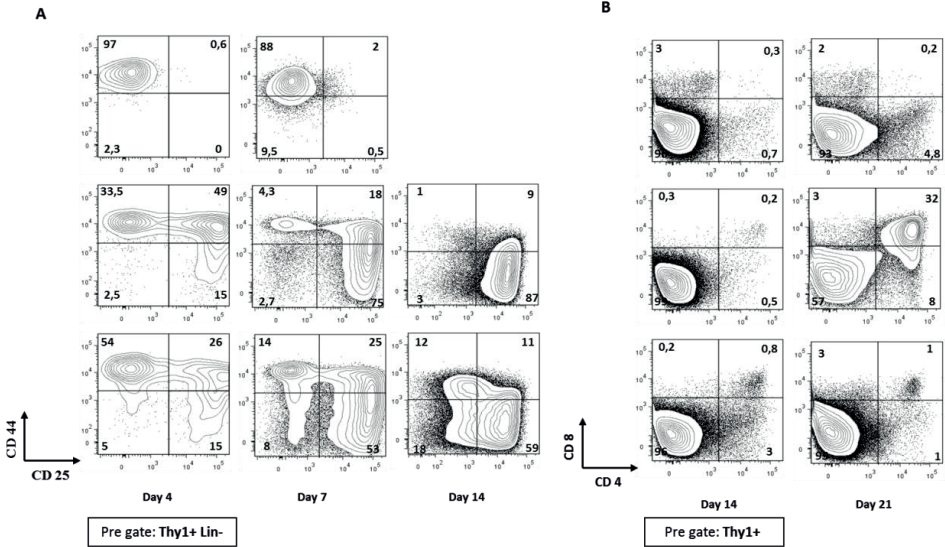 A
B
97 0,6
2,3 0
88 2
9,5 0,5
3 0,3
0,7
2 0,2
93 4,8
33,5 49
2,5 15
4,3 18
2,7 75
1 9
3 87
0,3 0,2
99 0,5
3 32
57 8
54 26
5 15
14 25
8 53
12 11
18 59
0,2 0,8
96 3
3 1
1
CD 44
CD 25
CD 8
CD 4
Day 4 Day 7 Day 14
Day 14 Day 21
Pre gate: Thy1+ Lin-
Pre gate: Thy1+